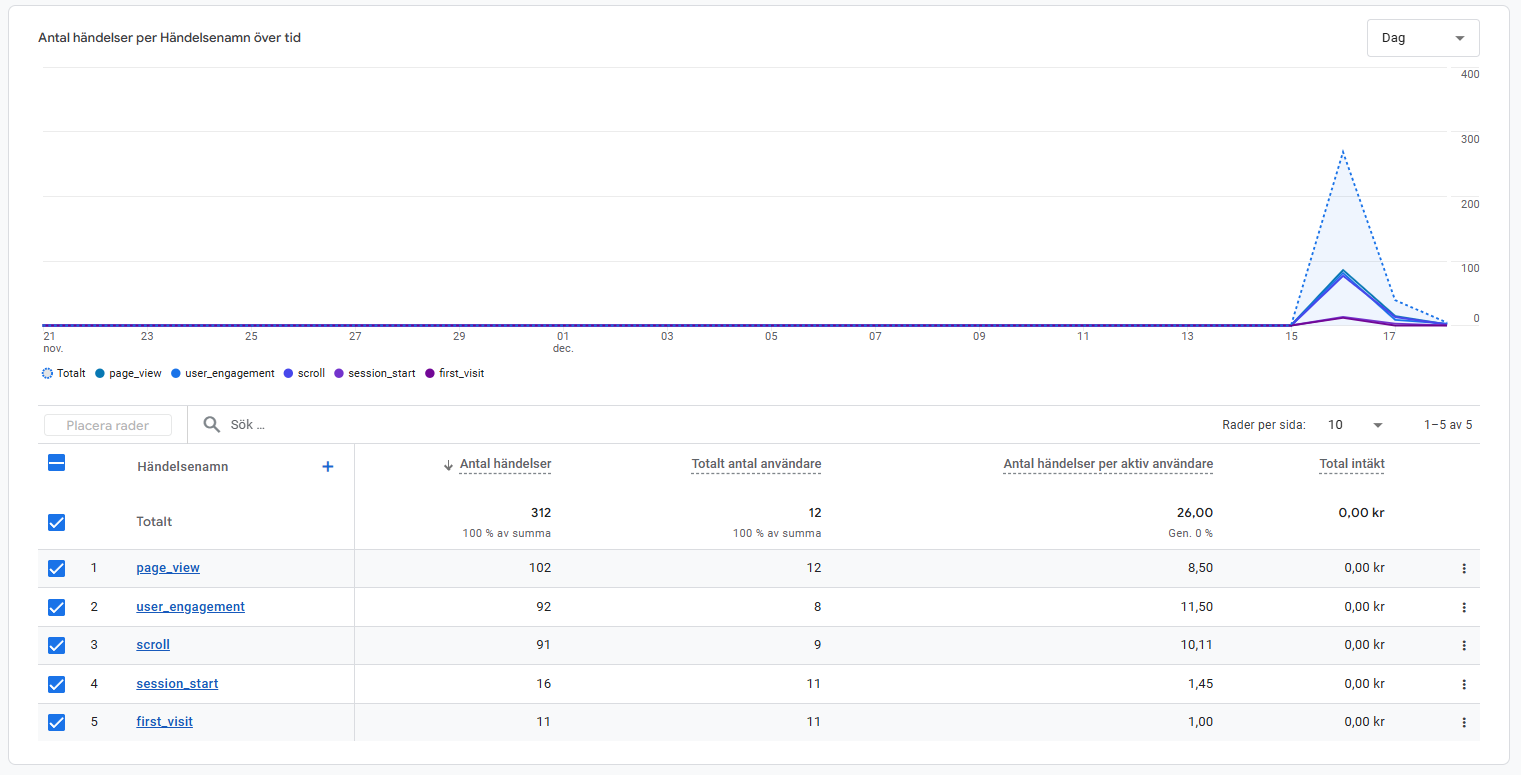 Antal händelser per Händelsenamn över tid
Dag
400
300
200
100
0
21 23 25 27 29 01 03 05 07 09 11 13 15 17
nov. dec.
Totalt page_view user_engagement scroll session_start first_visit
Placera rader Sök ... Rader per sida: 10 1–5 av 5
Händelsenamn + Antal händelser Totalt antal användare Antal händelser per aktiv användare Total intäkt
Totalt 312 12 26,00 0,00 kr
100 % av summa 100 % av summa Gen. 0 %
1 page_view 102 12 8,50 0,00 kr
2 user_engagement 92 8 11,50 0,00 kr
3 scroll 91 9 10,11 0,00 kr
4 session_start 16 11 1,45 0,00 kr
5 first_visit 11 11 1,00 0,00 kr